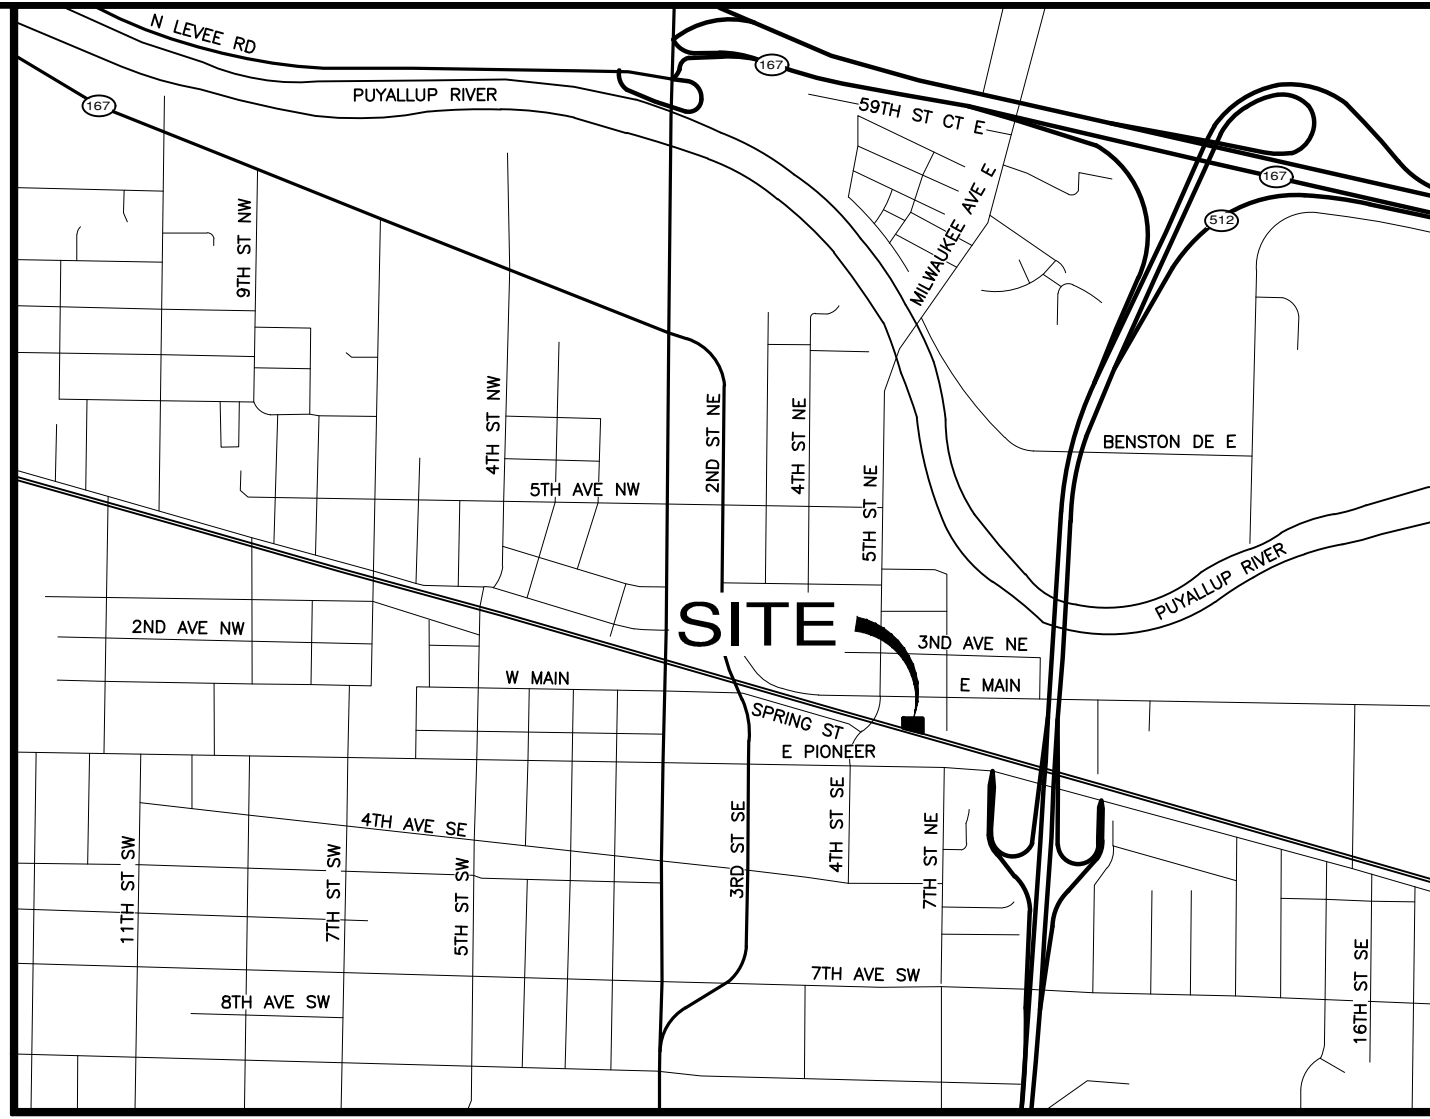 N LEVEE RD
167
PUYALLUP RIVER
167
59TH ST CT E
MILWAUKEE AVE E
167
512
9TH ST NW
4TH ST NW
2ND ST NE
4TH ST NE
5TH ST NE
BENSTON DE E
5TH AVE NW
PUYALLUP RIVER
SITE
2ND AVE NW
3ND AVE NE
W MAIN
E MAIN
SPRING ST
E PIONEER
4TH AVE SE
11TH ST SW
7TH ST SW
5TH ST SW
3RD ST SE
4TH ST SE
7TH ST NE
7TH AVE SW
8TH AVE SW
16TH ST SE